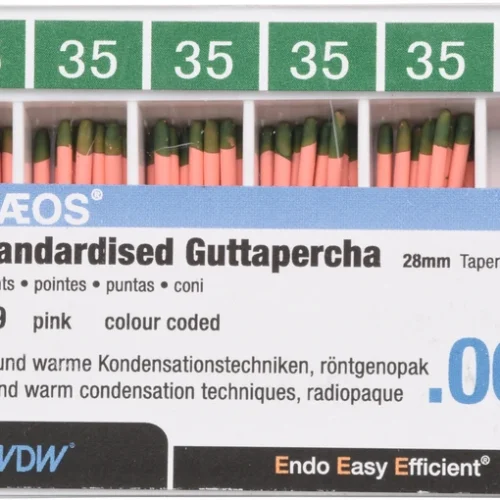 35 35 35 35
ÆOS®
andardised Guttapercha 28mm Taper
nts • pointes • puntas • coni
9 pink colour coded
und warme Kondensationstechniken, röntgenopak
nd warm condensation techniques, radiopaque
.0
VDW®
Endo Easy Efficient®